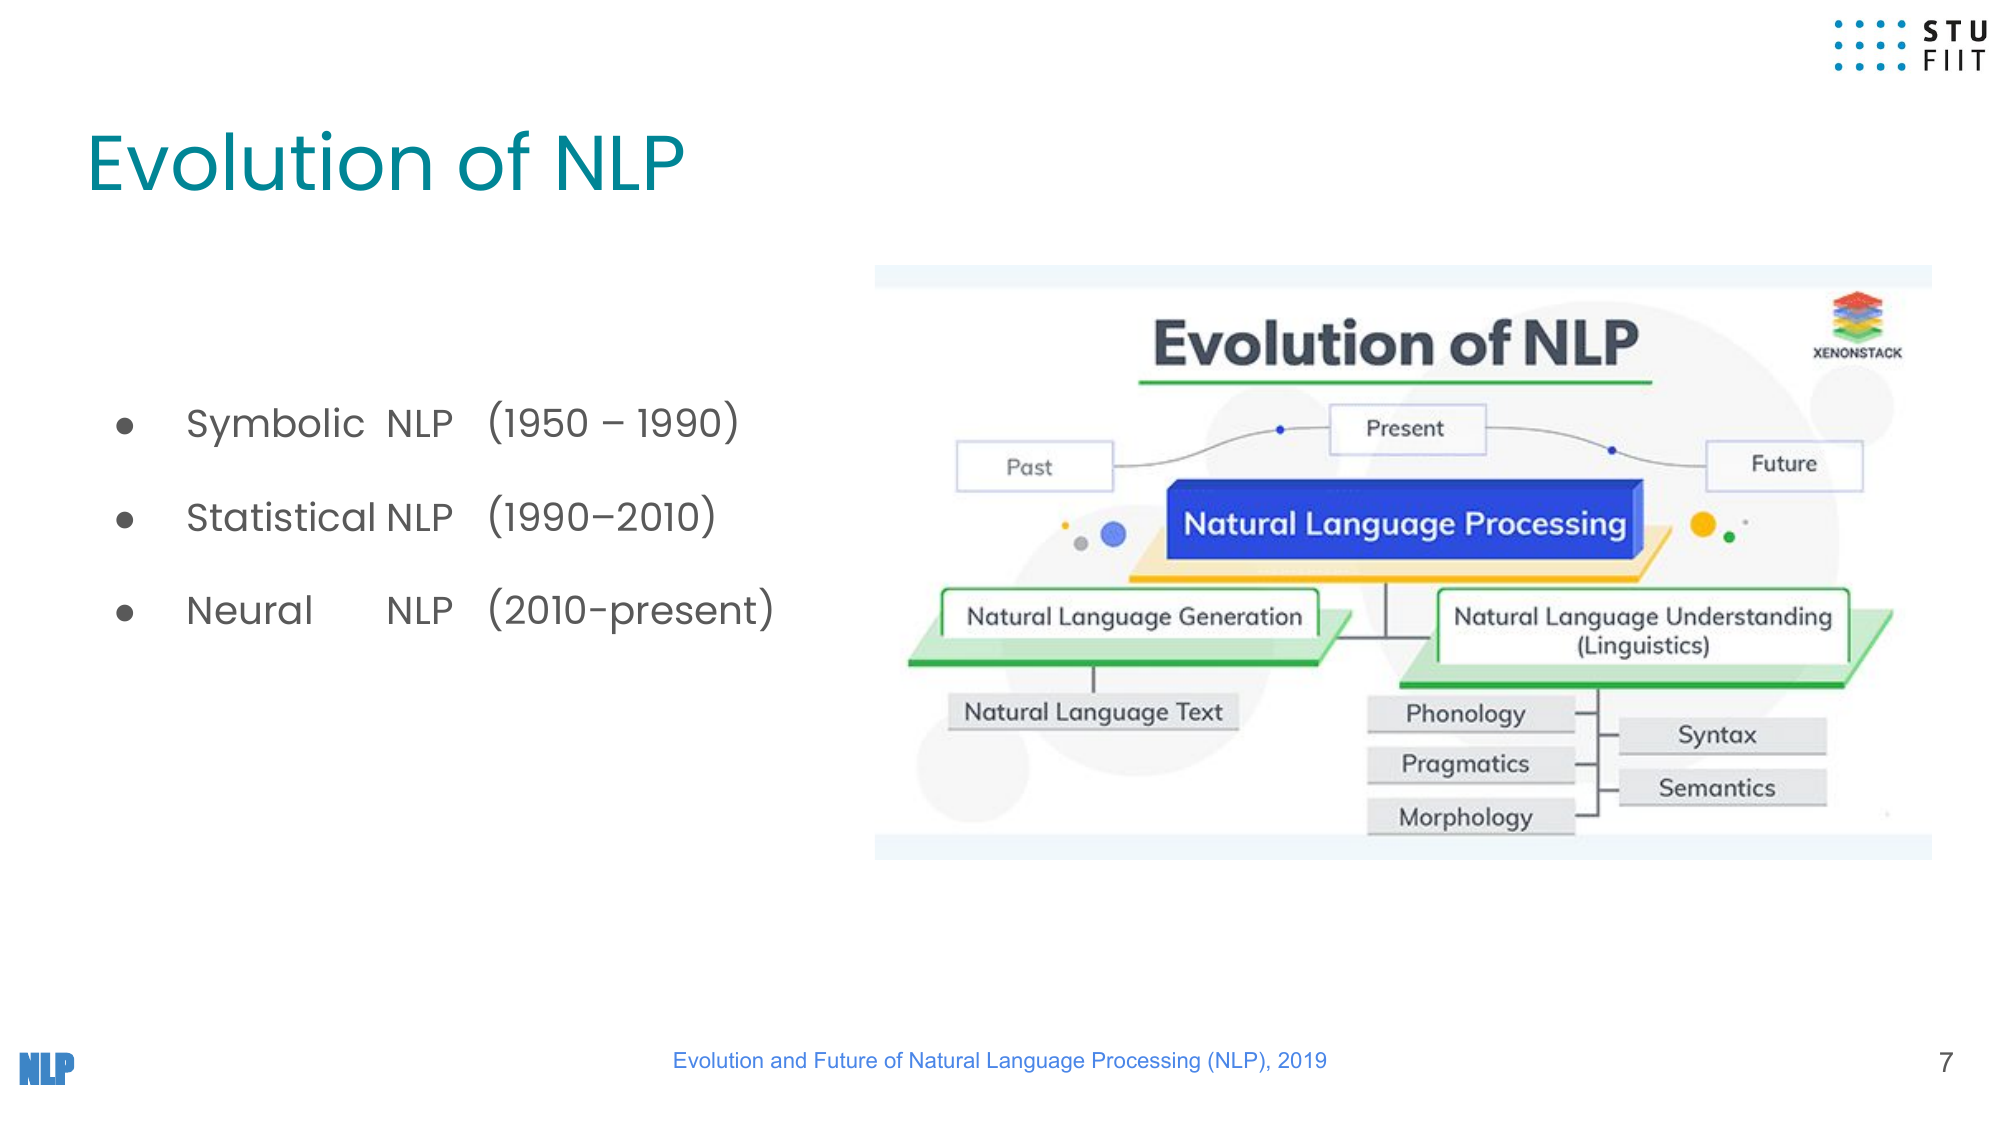 STU
FIIT
Evolution of NLP
● Symbolic NLP (1950 – 1990)
● Statistical NLP (1990–2010)
● Neural NLP (2010-present)
Evolution of NLP
XENONSTACK
Past
Present
Future
Natural Language Processing
Natural Language Generation
Natural Language Understanding
(Linguistics)
Natural Language Text
Phonology
Syntax
Pragmatics
Semantics
Morphology
NLP
Evolution and Future of Natural Language Processing (NLP), 2019
7